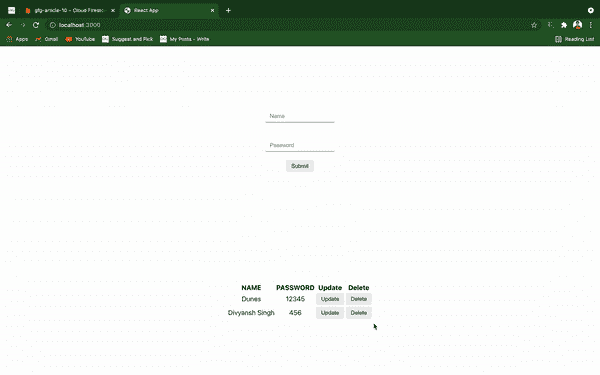 gfg-article-10 – Cloud Firest
React App
localhost:3000
Apps Gmail YouTube Suggest and Pick My Posts - Write Reading List
Name
Password
Submit
NAME PASSWORD Update Delete
Dunes 12345 Update Delete
Divyansh Singh 456 Update Delete